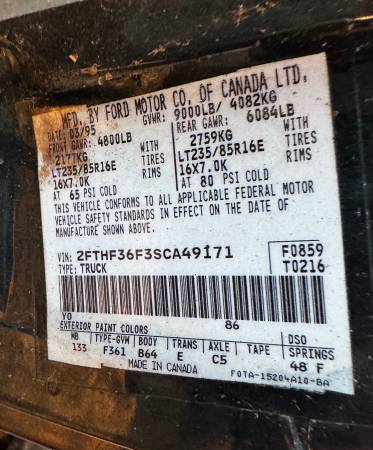 MFD. BY FORD MOTOR CO. OF CANADA LTD.
DATE: 03/95 GVWR: 9000LB/ 4082KG
FRONT GAWR: 4800LB REAR GAWR: 6084LB
2177KG WITH 2759KG WITH
LT235/85R16E TIRES LT235/85R16E TIRES
16X7.0K RIMS 16X7.0K RIMS
AT 65 PSI COLD AT 80 PSI COLD
THIS VEHICLE CONFORMS TO ALL APPLICABLE FEDERAL MOTOR
VEHICLE SAFETY STANDARDS IN EFFECT ON THE DATE OF
MANUFACTURE SHOWN ABOVE.
VIN: 2FTHF36F3SCA49171 F0859
TYPE: TRUCK T0216
YO 86
EXTERIOR PAINT COLORS DSO
WB TYPE-GVW BODY TRANS AXLE TAPE SPRINGS
133 F361 B64 E C5 48 F
MADE IN CANADA F0TA-15204A10-BA